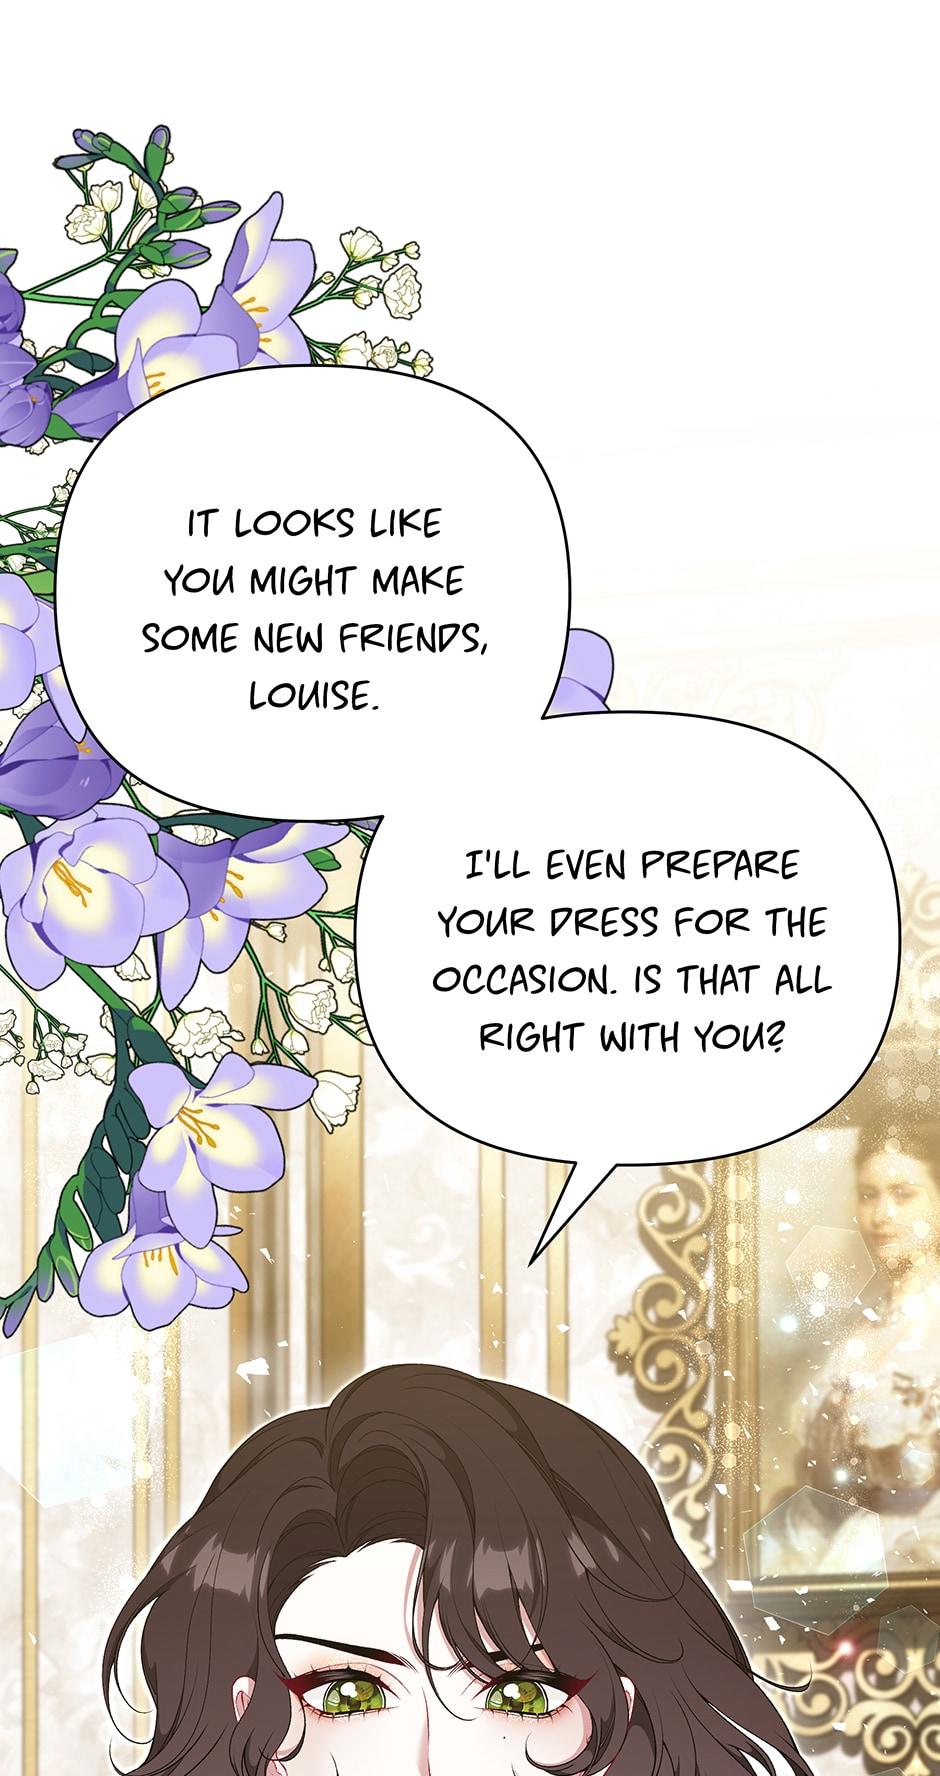 IT LOOKS LIKE
YOU MIGHT MAKE
SOME NEW FRIENDS,
LOUISE.
I'LL EVEN PREPARE
YOUR DRESS FOR THE
OCCASION. IS THAT ALL
RIGHT WITH YOU?